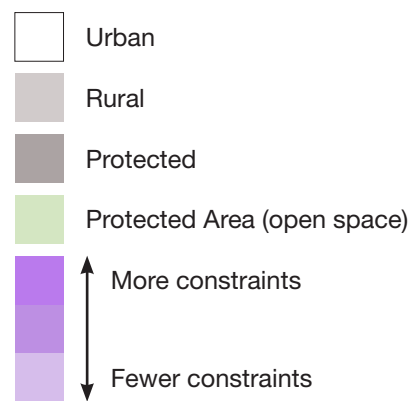 Urban
Rural
Protected
Protected Area (open space)
More constraints
Fewer constraints